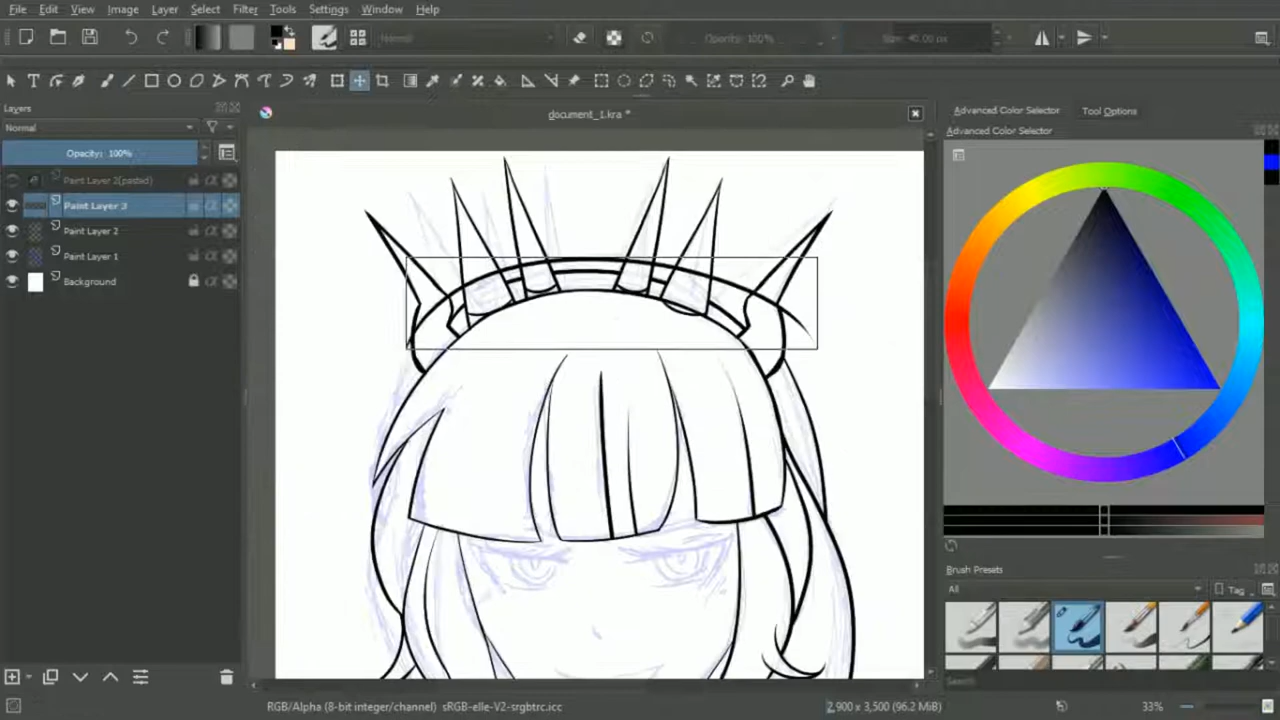 File Edit View Image Layer Select Filter Tools Settings Window Help
Normal Opacity: 100% Size: 40.00 px
Layers
Normal
Opacity: 100%
Paint Layer 2(pasted)
Paint Layer 3
Paint Layer 2
Paint Layer 1
Background
document_1.kra *
Advanced Color Selector Tool Options
Advanced Color Selector
Brush Presets
All Tag
Search
RGB/Alpha (8-bit integer/channel) sRGB-elle-V2-srgbtrc.icc 2,900 x 3,500 (96.2 MiB) 33%